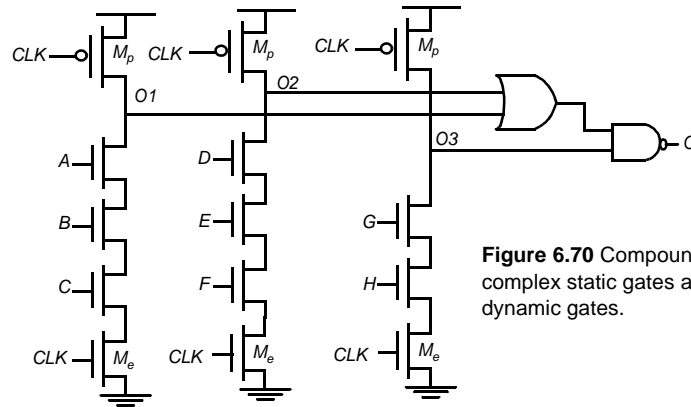 CLK
Mp
CLK
Mp
CLK
Mp
O1
O2
O3
A
B
C
CLK
Me
D
E
F
CLK
Me
G
H
CLK
Me
Figure 6.70
complex static gates
dynamic gates.